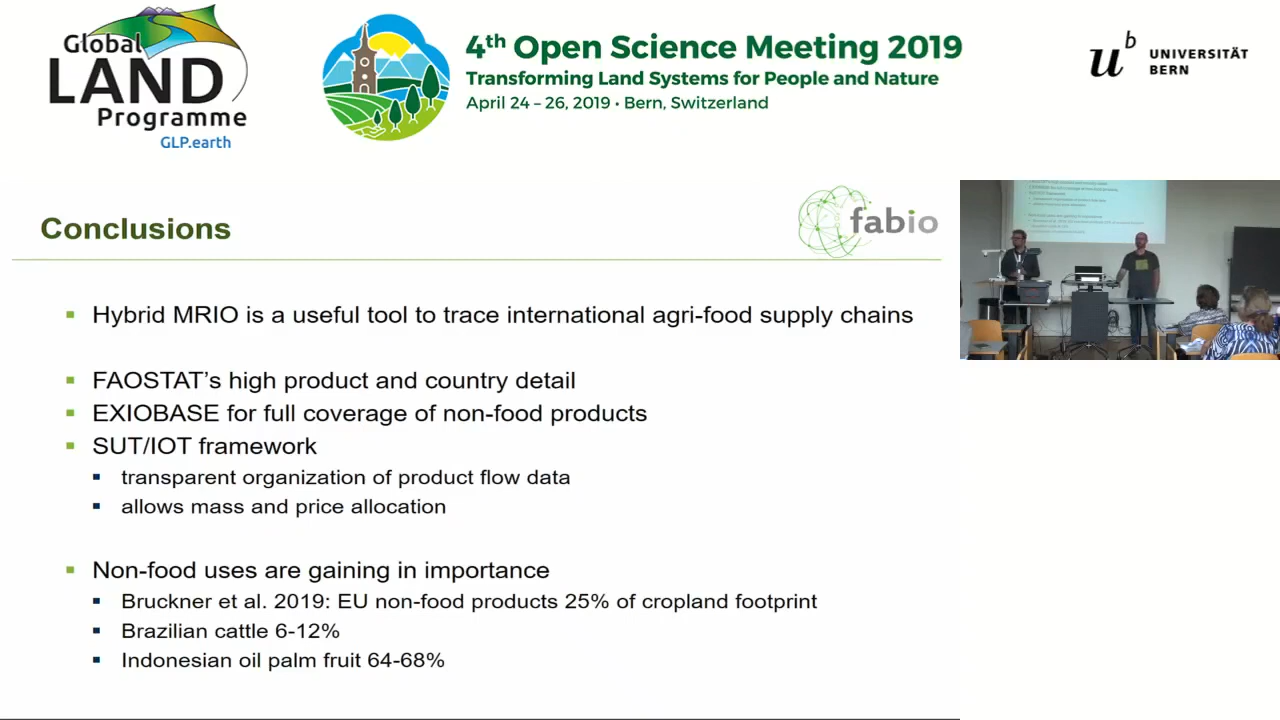 Global
LAND
Programme
GLP.earth
4th Open Science Meeting 2019
Transforming Land Systems for People and Nature
April 24 – 26, 2019 • Bern, Switzerland
u b
UNIVERSITÄT
BERN
Conclusions
fabio
Hybrid MRIO is a useful tool to trace international agri-food supply chains
FAOSTAT’s high product and country detail
EXIOBASE for full coverage of non-food products
SUT/IOT framework
transparent organization of product flow data
allows mass and price allocation
Non-food uses are gaining in importance
Bruckner et al. 2019: EU non-food products 25% of cropland footprint
Brazilian cattle 6-12%
Indonesian oil palm fruit 64-68%